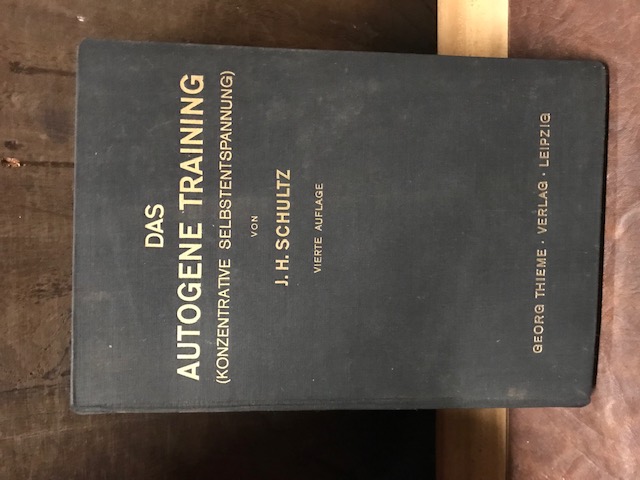 DAS
AUTOGENE TRAINING
(KONZENTRATIVE SELBSTENTSPANNUNG)
VON
J. H. SCHULTZ
VIERTE AUFLAGE
GEORG THIEME · VERLAG · LEIPZIG